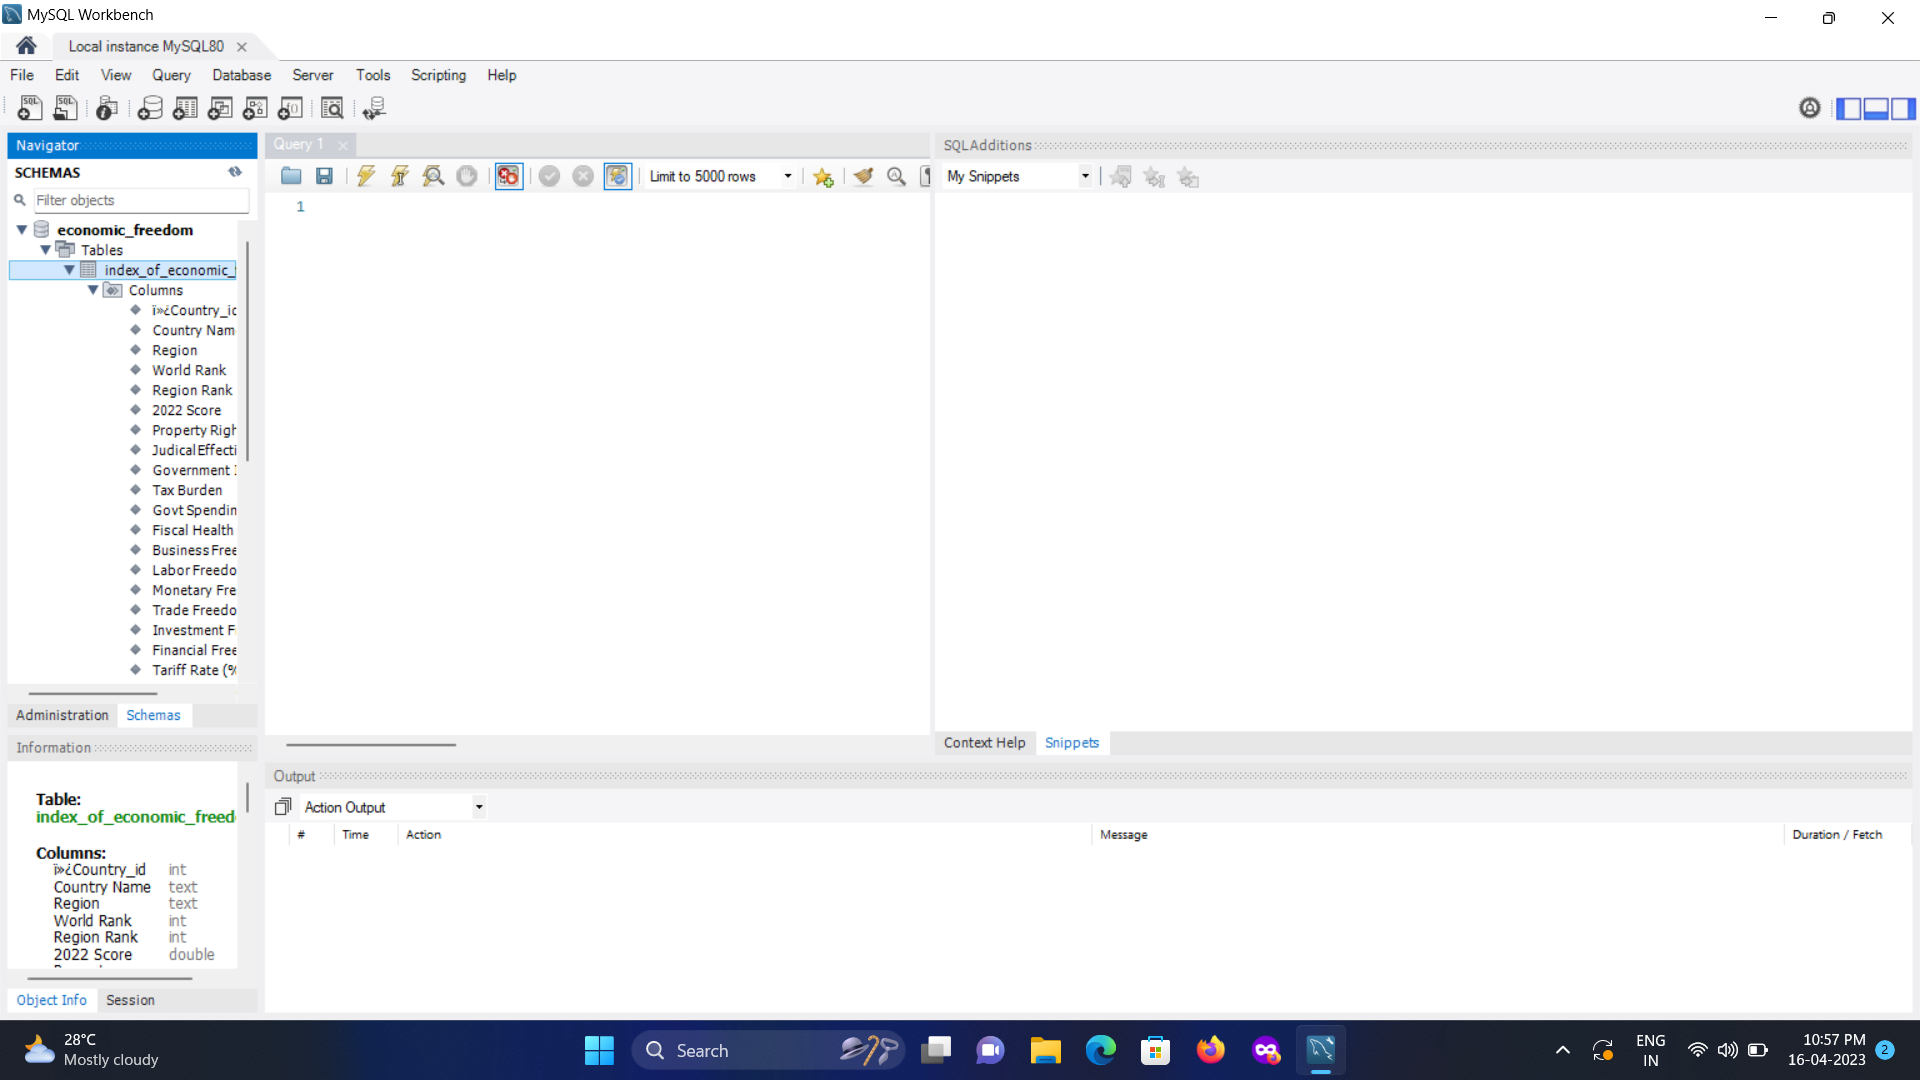 MySQL Workbench
Local instance MySQL80
File Edit View Query Database Server Tools Scripting Help
Navigator
SCHEMAS
Filter objects
economic_freedom
Tables
index_of_economic_
Columns
ï»¿Country_id
Country Nam
Region
World Rank
Region Rank
2022 Score
Property Righ
Judical Effecti
Government I
Tax Burden
Govt Spendin
Fiscal Health
Business Free
Labor Freedo
Monetary Fre
Trade Freedo
Investment F
Financial Free
Tariff Rate (%
Administration Schemas
Information
Table:
index_of_economic_freed
Columns:
ï»¿Country_id int
Country Name text
Region text
World Rank int
Region Rank int
2022 Score double
Object Info Session
Query 1
Limit to 5000 rows
1
SQLAdditions
My Snippets
Context Help Snippets
Output
Action Output
# Time Action Message Duration / Fetch
28°C
Mostly cloudy
Search
ENG
IN
10:57 PM
16-04-2023
2